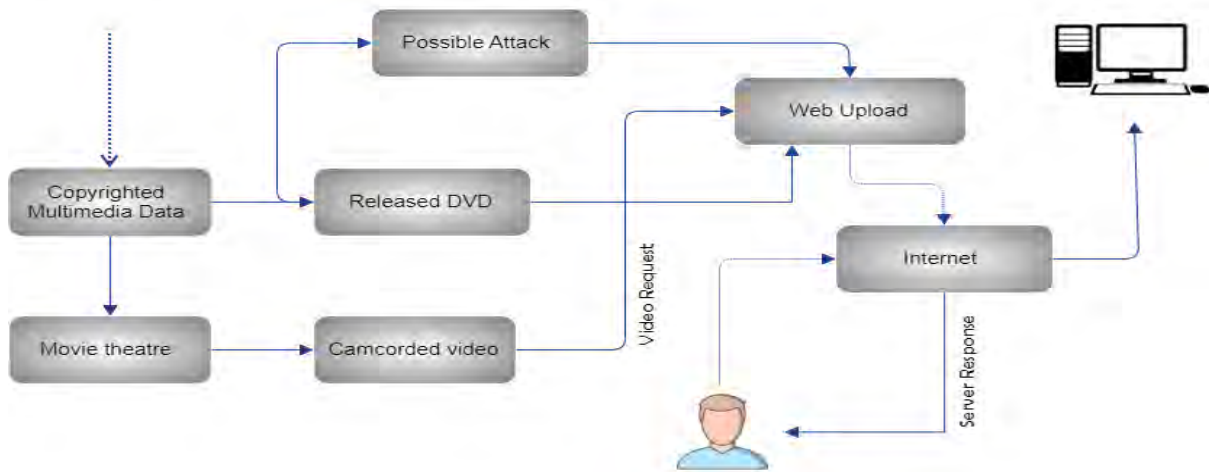 Possible Attack
Web Upload
Copyrighted
Multimedia Data
Released DVD
Internet
Movie theatre
Camcorded video
Video Request
Server Response